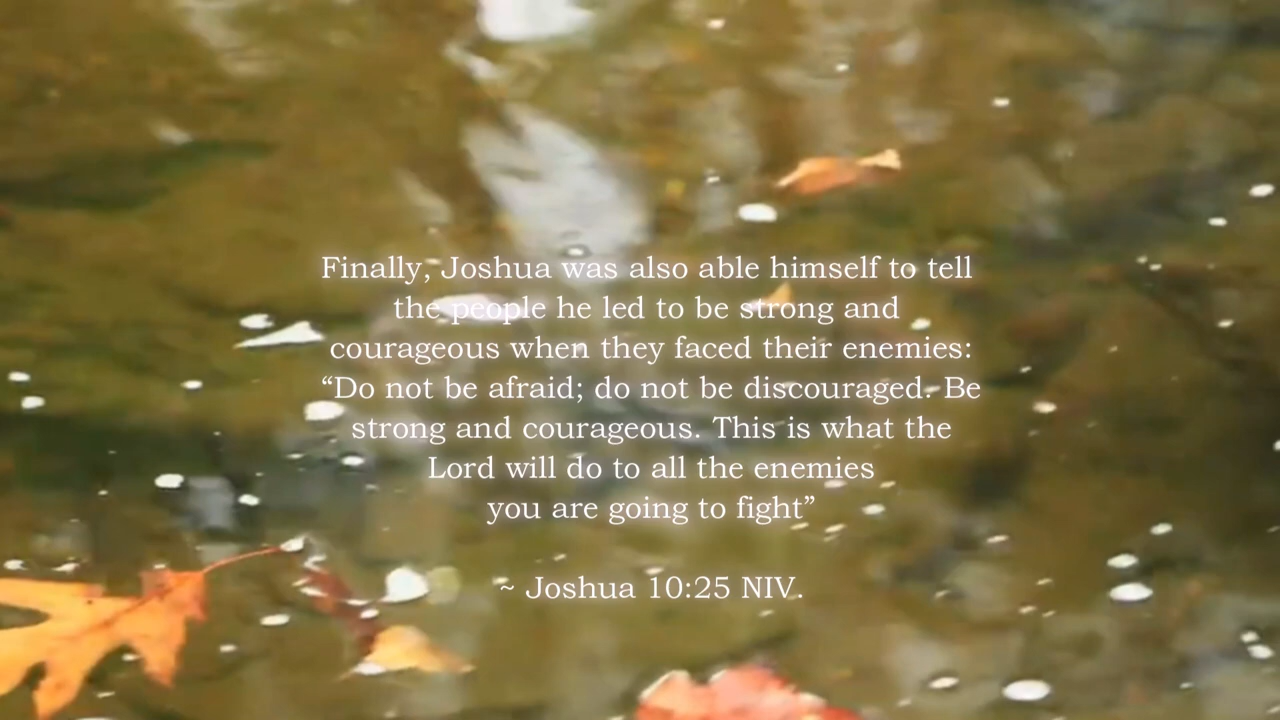 Finally, Joshua was also able himself to tell
the people he led to be strong and
courageous when they faced their enemies:
“Do not be afraid; do not be discouraged. Be
strong and courageous. This is what the
Lord will do to all the enemies
you are going to fight”
~ Joshua 10:25 NIV.